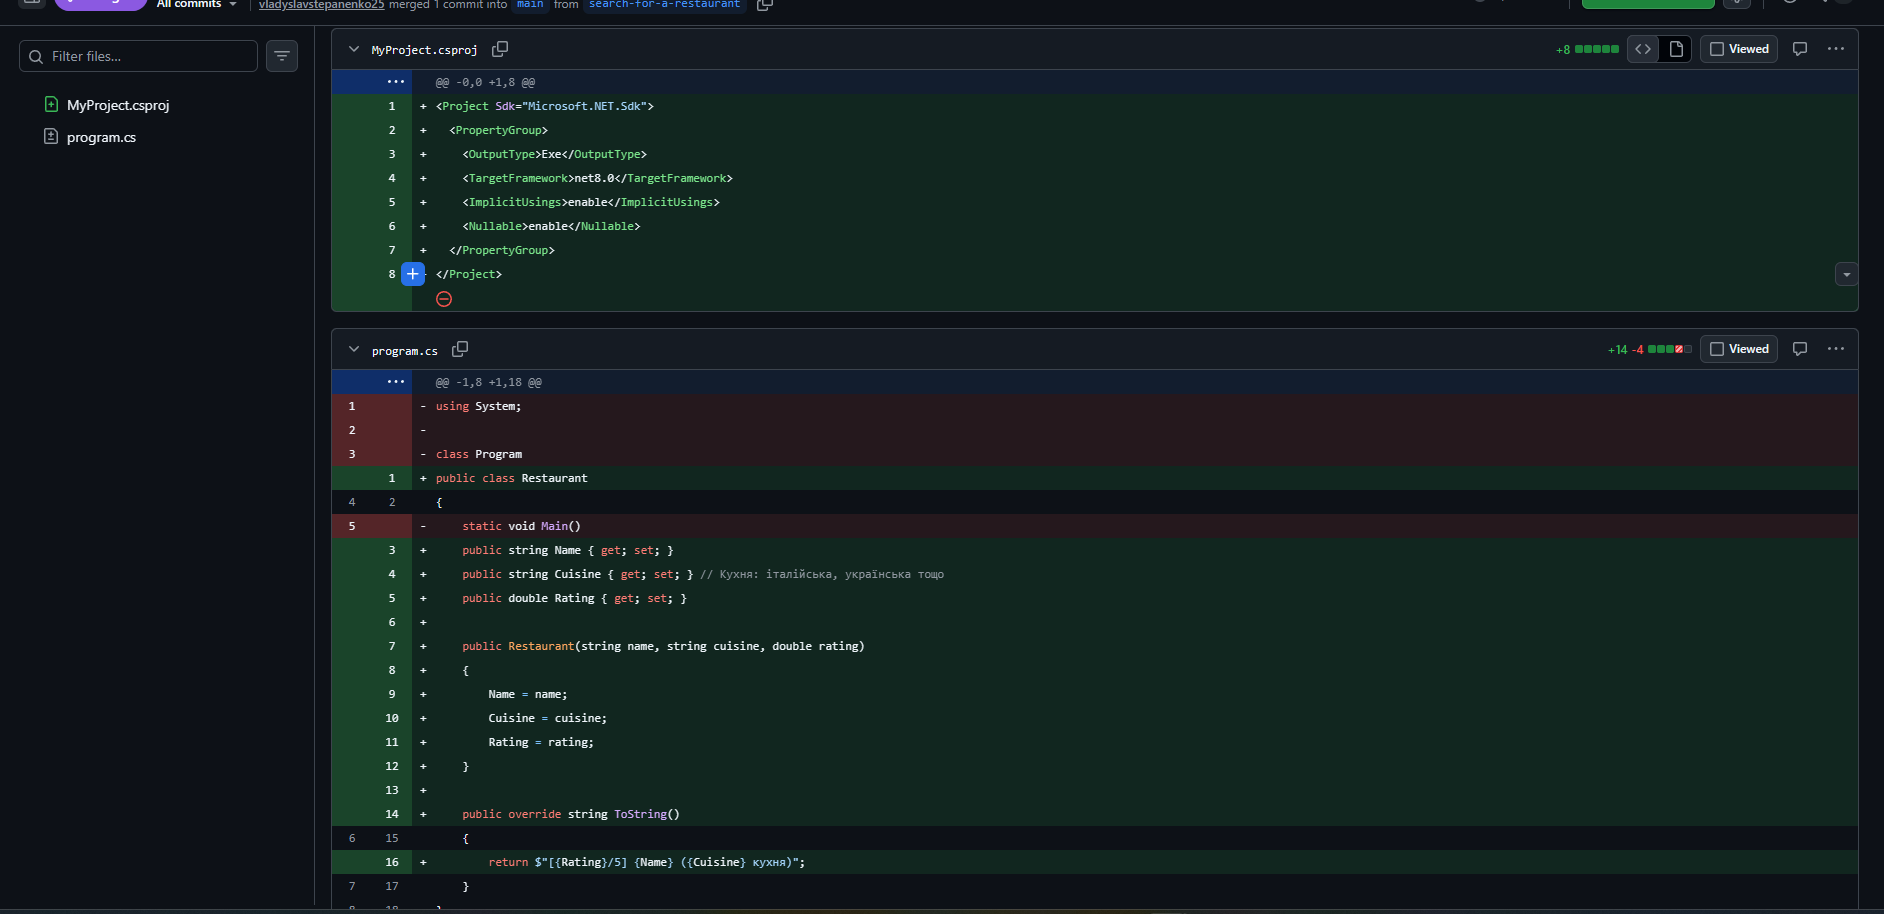 All commits
vladyslavstepanenko25 merged 1 commit into main from search-for-a-restaurant
Filter files...
MyProject.csproj
program.cs
MyProject.csproj
+8
Viewed
@@ -0,0 +1,8 @@
1 + <Project Sdk="Microsoft.NET.Sdk">
2 + <PropertyGroup>
3 + <OutputType>Exe</OutputType>
4 + <TargetFramework>net8.0</TargetFramework>
5 + <ImplicitUsings>enable</ImplicitUsings>
6 + <Nullable>enable</Nullable>
7 + </PropertyGroup>
8 + </Project>
program.cs
+14 -4
Viewed
@@ -1,8 +1,18 @@
1 - using System;
2 -
3 - class Program
1 + public class Restaurant
4 2 {
5 - static void Main()
3 + public string Name { get; set; }
4 + public string Cuisine { get; set; } // Кухня: італійська, українська тощо
5 + public double Rating { get; set; }
6 +
7 + public Restaurant(string name, string cuisine, double rating)
8 + {
9 + Name = name;
10 + Cuisine = cuisine;
11 + Rating = rating;
12 + }
13 +
14 + public override string ToString()
6 15 {
16 + return $"[{Rating}/5] {Name} ({Cuisine} кухня)";
7 17 }
8 18 }